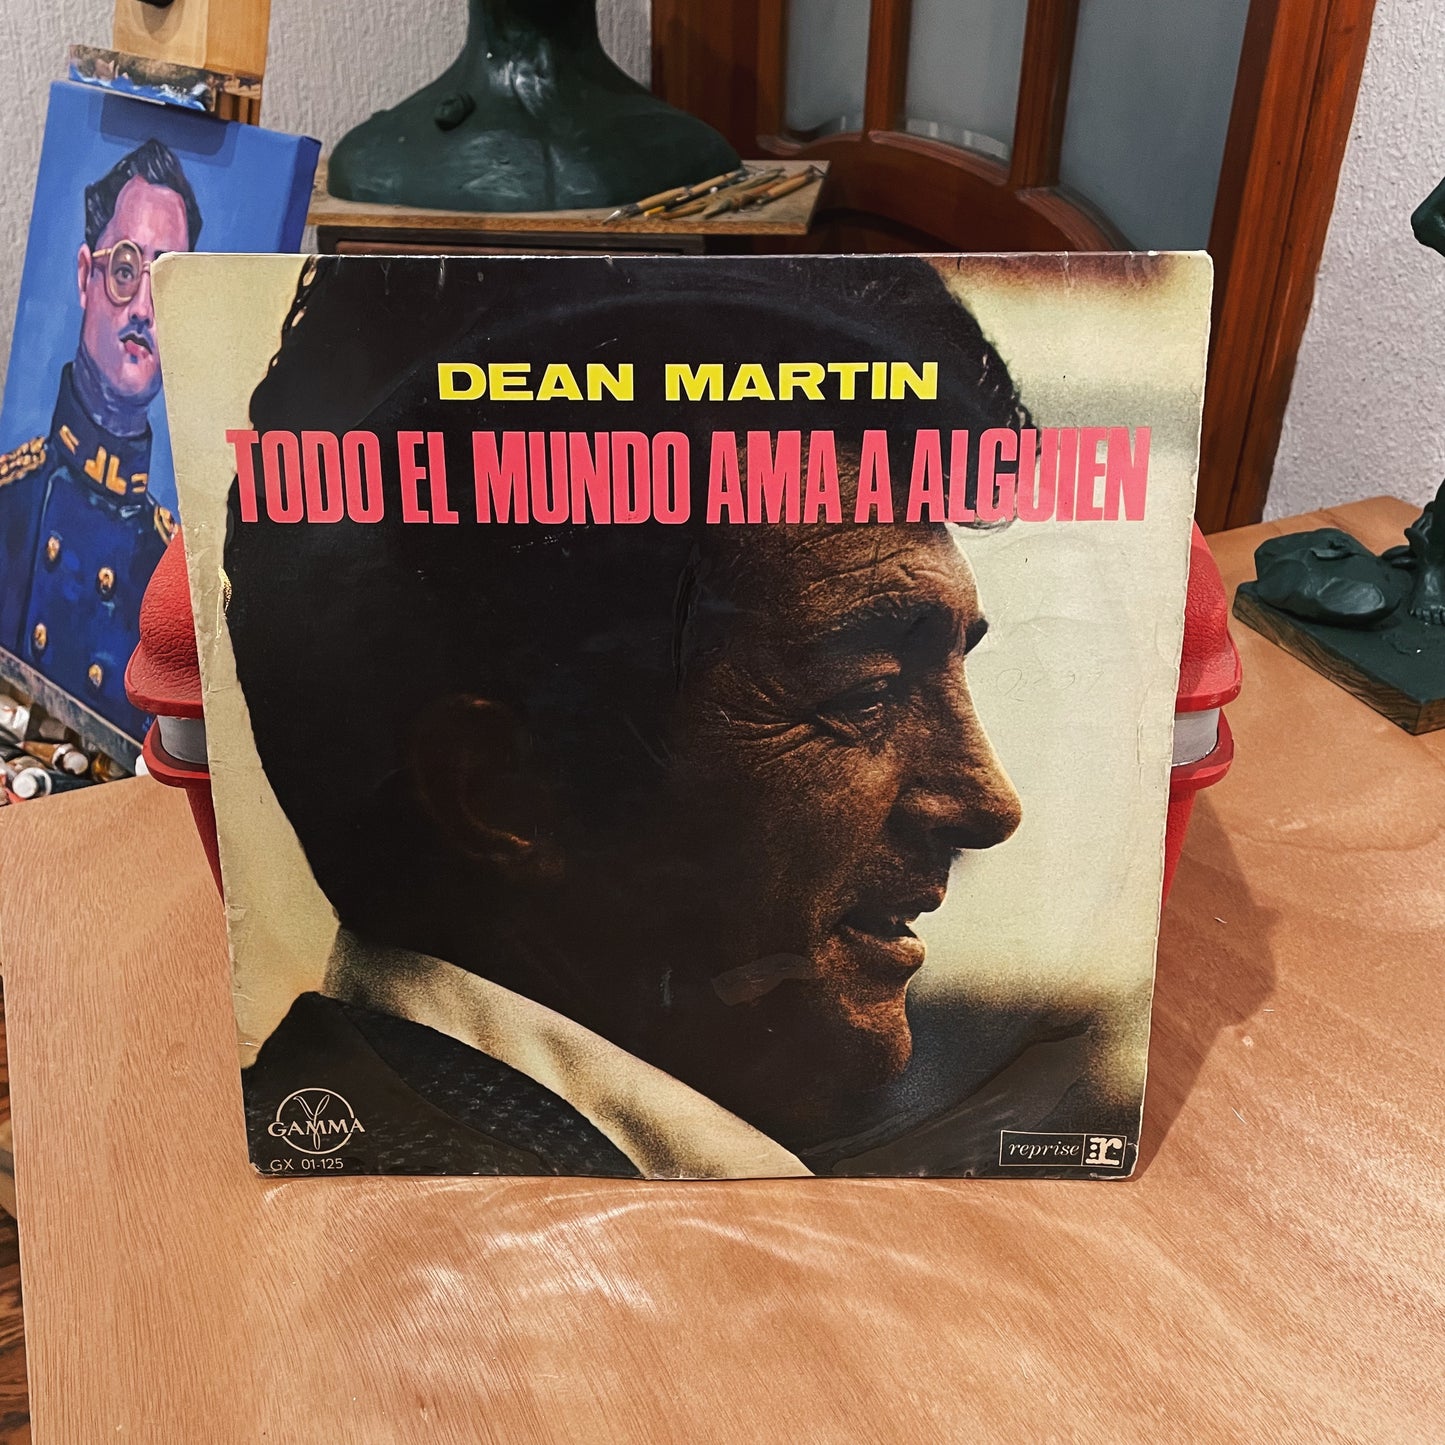 DEAN MARTIN
TODO EL MUNDO AMA A ALGUIEN
GAMMA
GX 01-125
reprise r